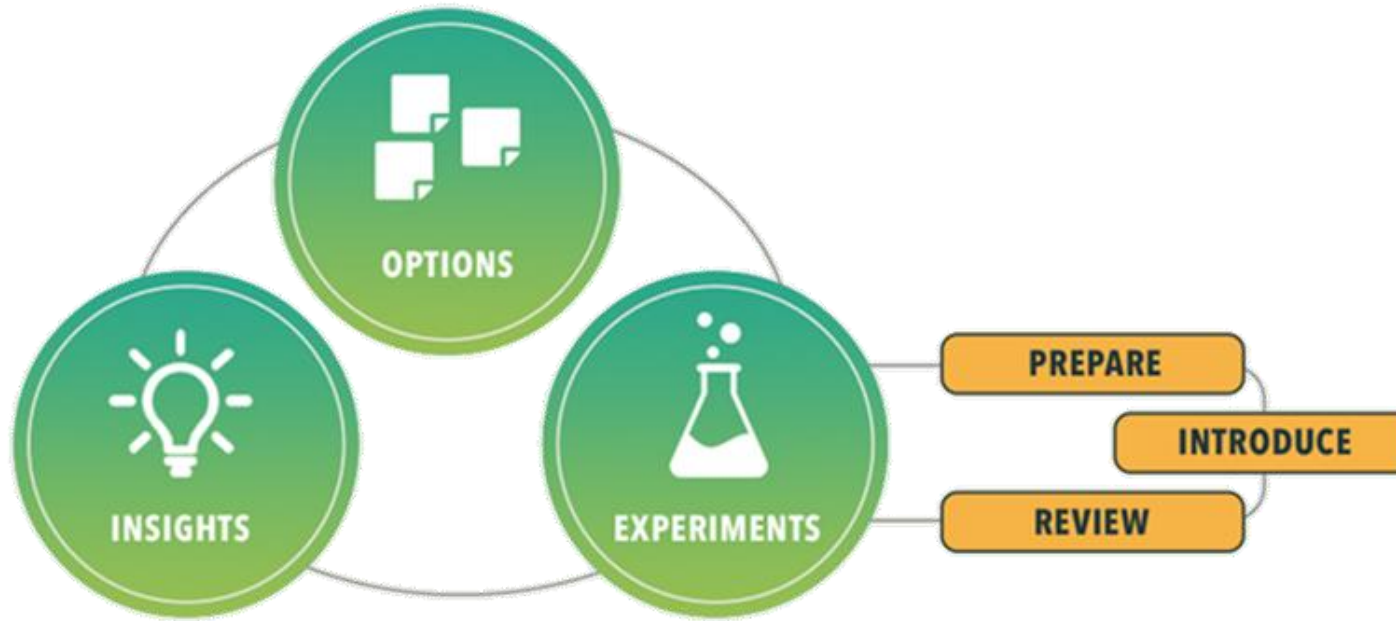 OPTIONS
INSIGHTS
EXPERIMENTS
PREPARE
INTRODUCE
REVIEW